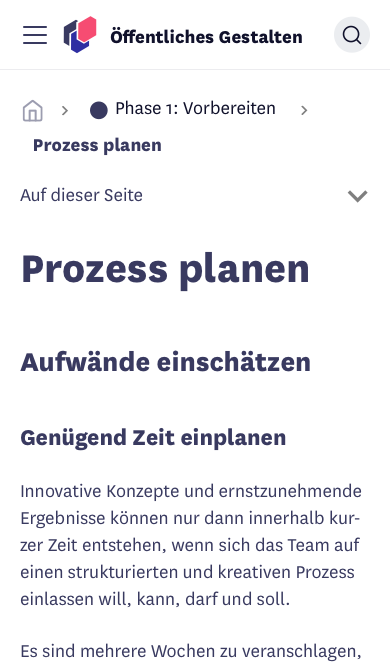 Öffentliches Gestalten
Phase 1: Vorbereiten
Prozess planen
Auf dieser Seite
Prozess planen
Aufwände einschätzen
Genügend Zeit einplanen
Innovative Konzepte und ernstzunehmende
Ergebnisse können nur dann innerhalb kur-
zer Zeit entstehen, wenn sich das Team auf
einen strukturierten und kreativen Prozess
einlassen will, kann, darf und soll.
Es sind mehrere Wochen zu veranschlagen,